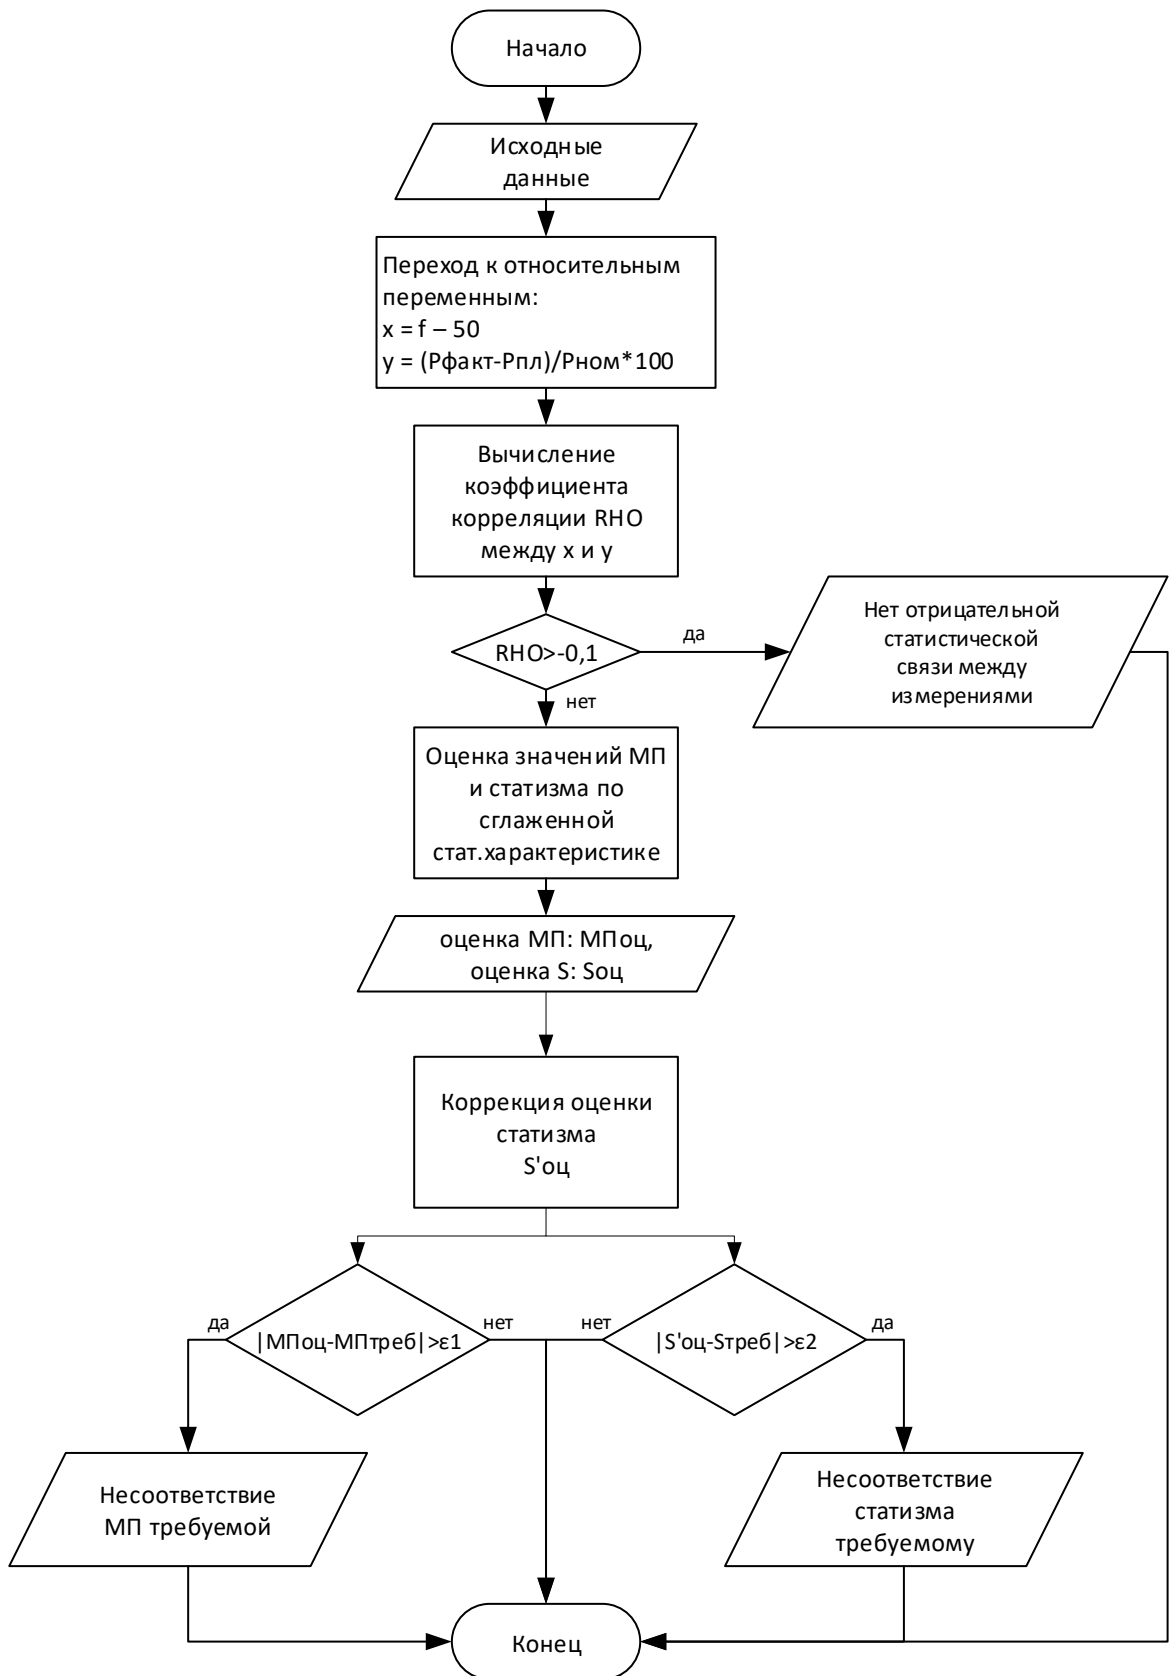 Начало
Исходные
данные
Переход к относительным
переменным:
x = f – 50
y = (Pфакт-Pпл)/Pном*100
Вычисление
коэффициента
корреляции RHO
между x и y
RHO>-0,1
да
Нет отрицательной
статистической
связи между
измерениями
нет
Оценка значений МП
и статизма по
сглаженной
стат.характеристике
оценка МП: МПоц,
оценка S: Sоц
Коррекция оценки
статизма
S'оц
да
|МПоц-МПтреб|>ε1
нет
нет
|S'оц-Sтреб|>ε2
да
Несоответствие
МП требуемой
Несоответствие
статизма
требуемому
Конец